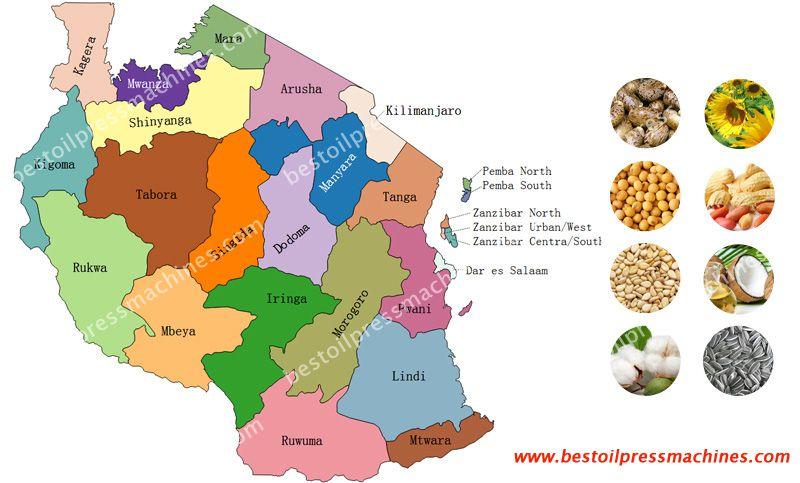 Mara
Kagera
Mwanza
Arusha
Kilimanjaro
Shinyanga
Kigoma
Pemba North
Pemba South
Manyara
Tabora
Tanga
Zanzibar North
Zanzibar Urban/West
Zanzibar Centra/South
Singida
Dodoma
Rukwa
Dar es Salaam
Iringa
Morogoro
Pwani
Mbeya
Lindi
Ruwuma
Mtwara
www.bestoilpressmachines.com
bestoilpressmachines.com
bestoilpressmachines.com
bestoilpressmachines.com